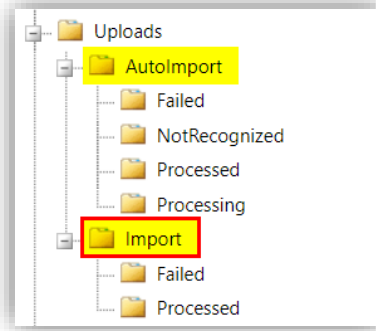 Uploads
AutoImport
Failed
NotRecognized
Processed
Processing
Import
Failed
Processed